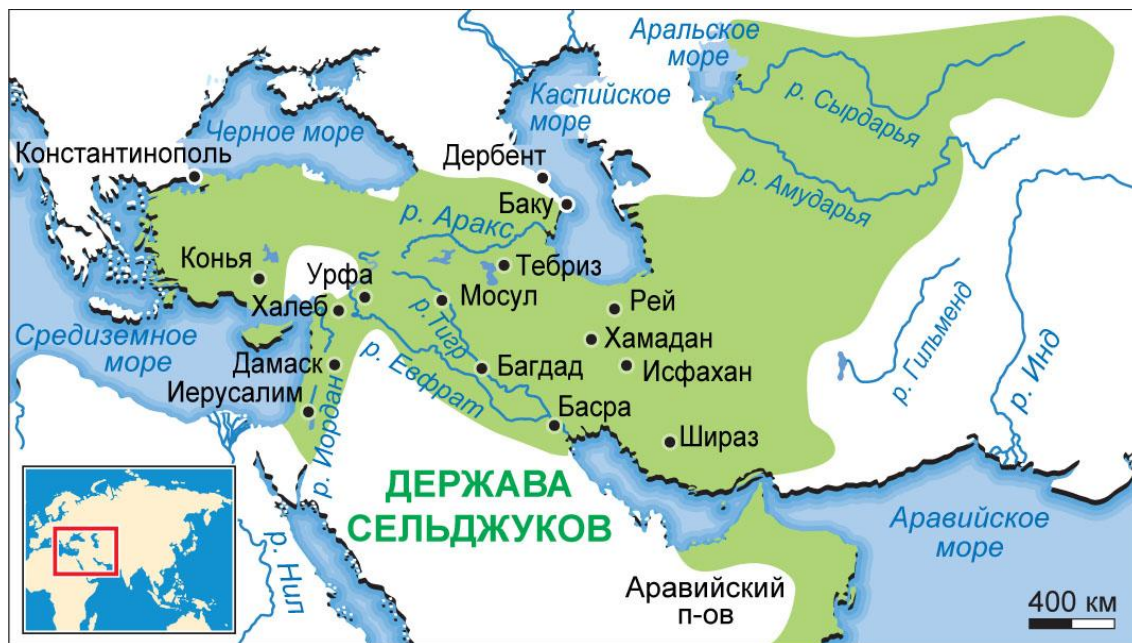 Аральское
море
Каспийское
море
р. Сырдарья
Черное море
Константинополь
Дербент
р. Амударья
Баку
р. Аракс
Конья
Урфа
Тебриз
Халеб
Мосул
Рей
Средиземное
море
р. Тигр
Хамадан
р. Гильменд
р. Инд
Дамаск
р. Евфрат
Багдад
Исфахан
Иерусалим
р. Иордан
Басра
Шираз
ДЕРЖАВА
СЕЛЬДЖУКОВ
Аравийское
море
р. Нил
Аравийский
п-ов
400 км